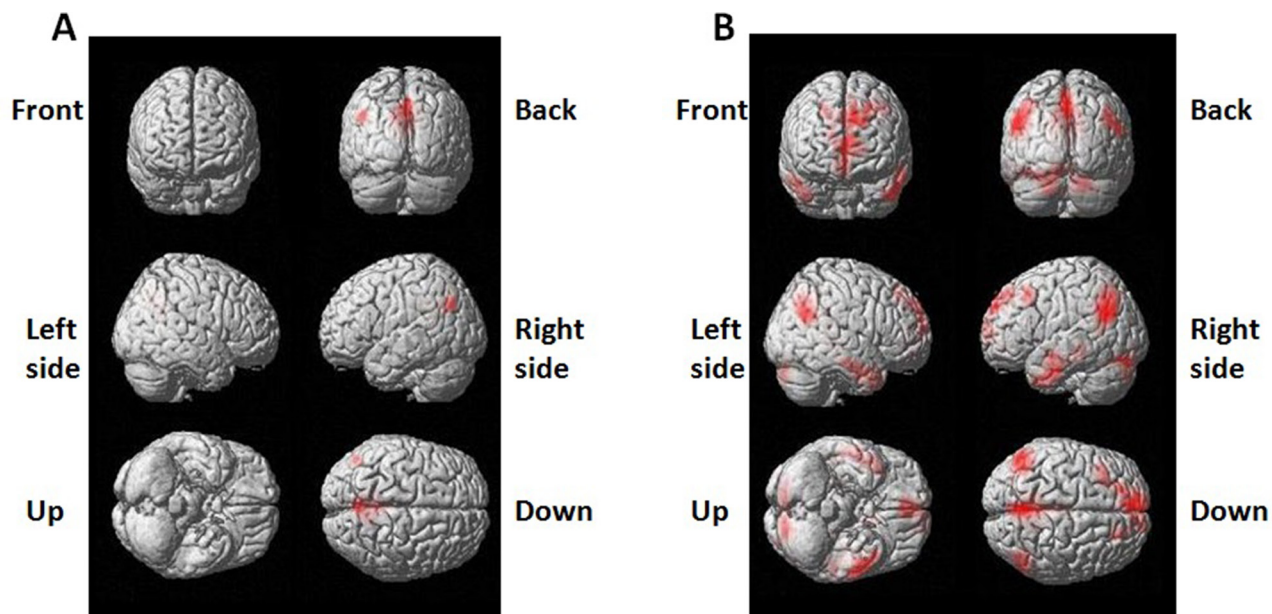 A
B
Front
Back
Front
Back
Left
side
Right
side
Left
side
Right
side
Up
Down
Up
Down